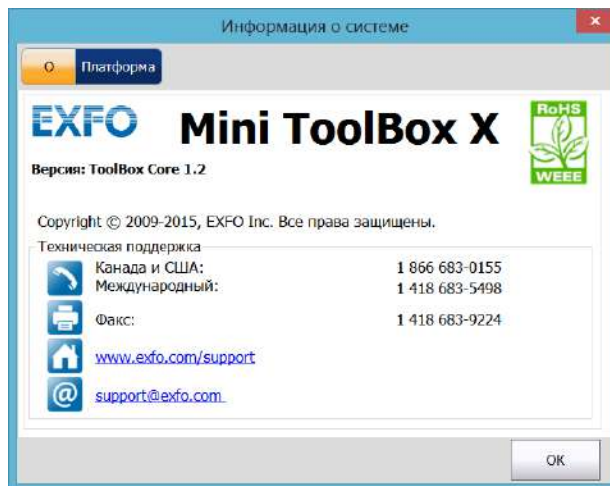 Информация о системе
О Платформа
EXFO Mini ToolBox X
RoHS
WEEE
Версия: ToolBox Core 1.2
Copyright © 2009-2015, EXFO Inc. Все права защищены.
Техническая поддержка
Канада и США: 1 866 683-0155
Международный: 1 418 683-5498
Факс: 1 418 683-9224
www.exfo.com/support
support@exfo.com
OK